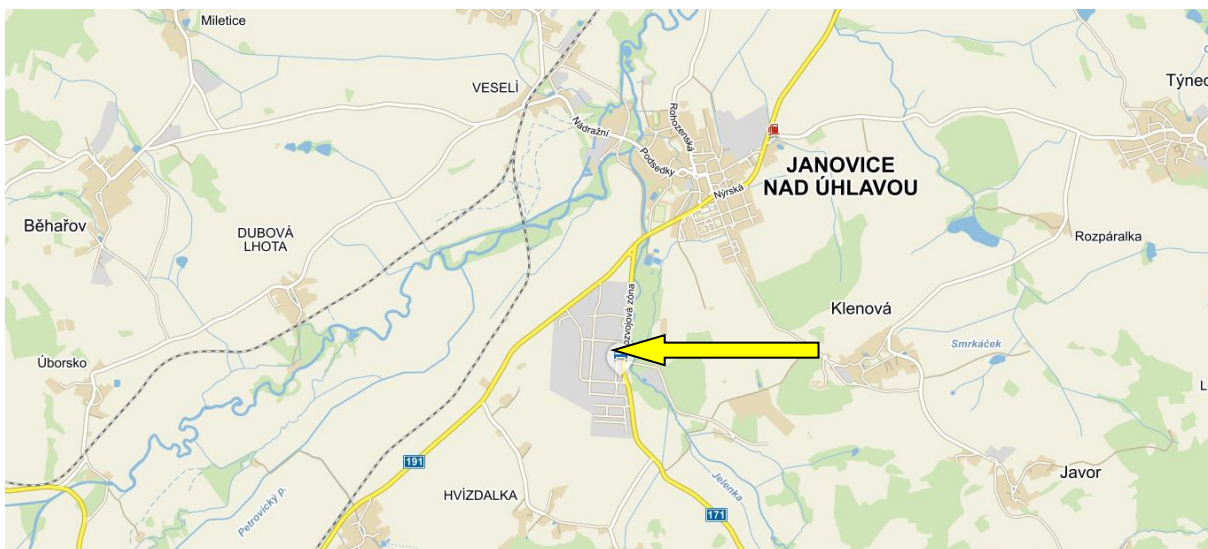 Miletice
VESELÍ
Týnec
Nádražní
Rohozenská
Podsedky
JANOVICE
NAD ÚHLAVOU
Nýrská
Běhařov
DUBOVÁ
LHOTA
Rozpáralka
Rozvojová zóna
Klenová
Smrkáček
Úborsko
191
Javor
HVÍZDALKA
Jelenka
Petrovický p.
171